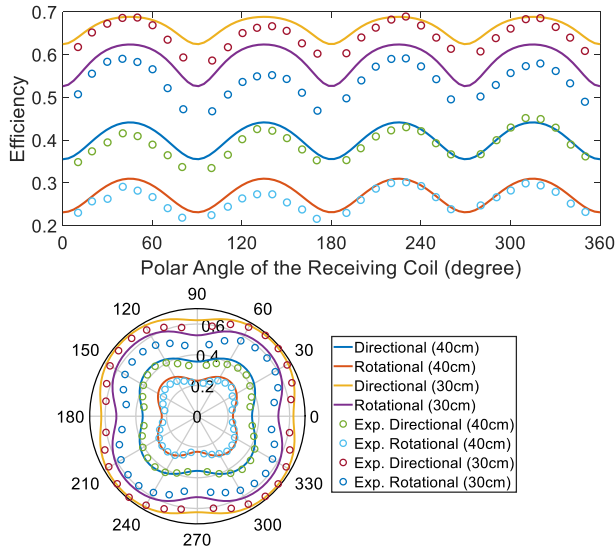 0.7
0.6
0.5
0.4
0.3
0.2
Efficiency
0 60 120 180 240 300 360
Polar Angle of the Receiving Coil (degree)
90
120 60
150 30
180 0
210 330
240 300
270
0.6
0.4
0.2
0
Directional (40cm)
Rotational (40cm)
Directional (30cm)
Rotational (30cm)
Exp. Directional (40cm)
Exp. Rotational (40cm)
Exp. Directional (30cm)
Exp. Rotational (30cm)